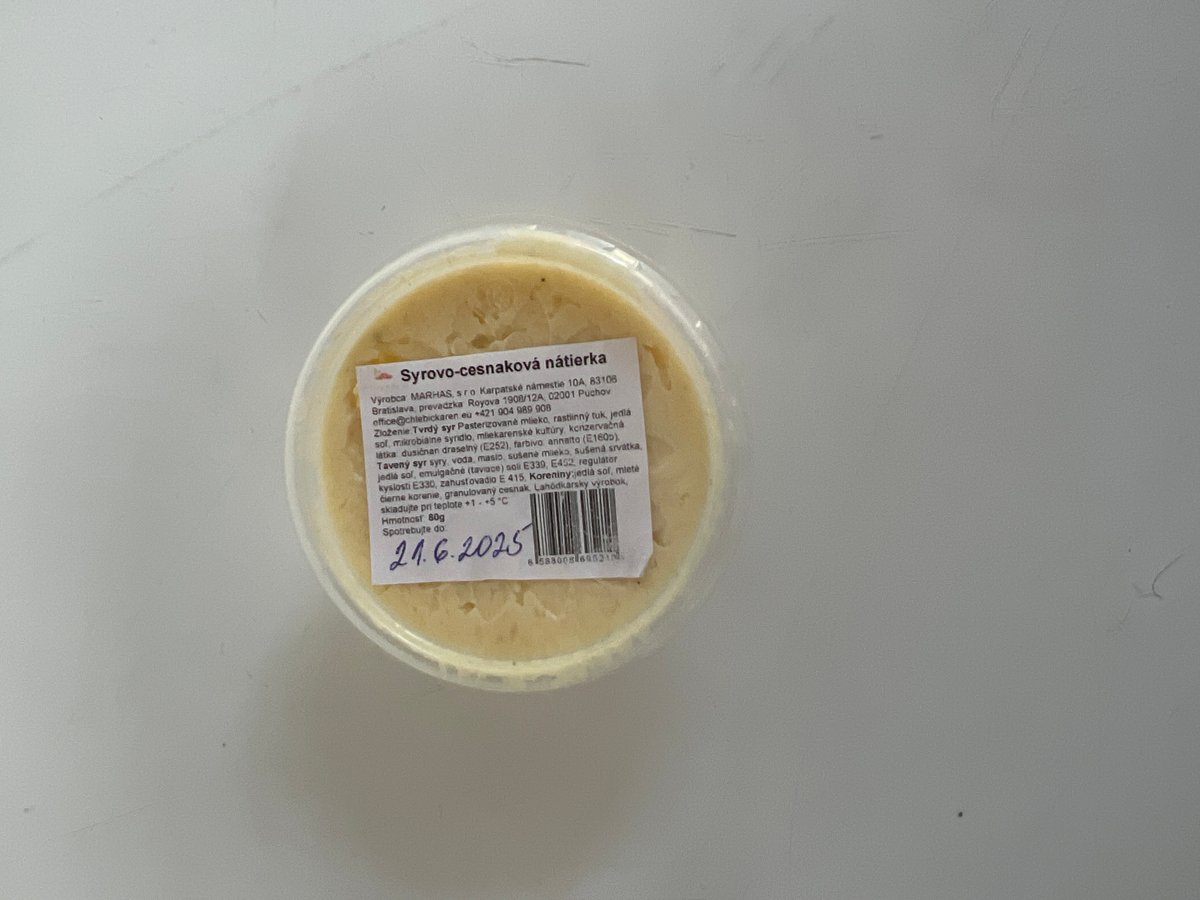 Syrovo-cesnaková nátierka
Výrobca: MARHAS, s.r.o. Karpatské námestie 10A, 83106
Bratislava, prevádzka: Royova 1908/12A, 02001 Púchov
office@chlebickaren.eu +421 904 989 908
Zloženie:Tvrdý syr Pasterizované mlieko, rastlinný tuk, jedlá
soľ, mikrobiálne syridlo, mliekarenské kultúry, konzervačná
látka: dusičnan draselný (E252), farbivo: annatto (E160b),
Tavený syr syry, voda, maslo, sušené mlieko, sušená srvátka,
jedlá soľ, emulgačné (taviace) soli E339, E452, regulátor
kyslosti E330, zahusťovadlo E 415, Koreniny:jedlá soľ, mleté
čierne korenie, granulovaný cesnak, Lahôdkársky výrobok,
skladujte pri teplote +1 - +5 °C
Hmotnosť: 80g
Spotrebujte do:
21.6.2025